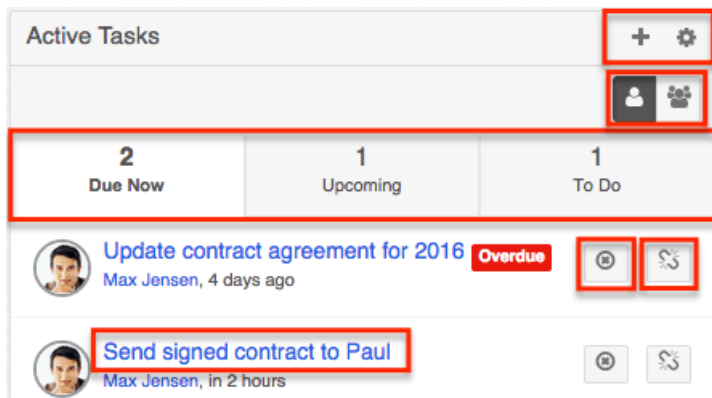 Active Tasks
2 1 1
Due Now Upcoming To Do
Update contract agreement for 2016 Overdue
Max Jensen, 4 days ago
Send signed contract to Paul
Max Jensen, in 2 hours